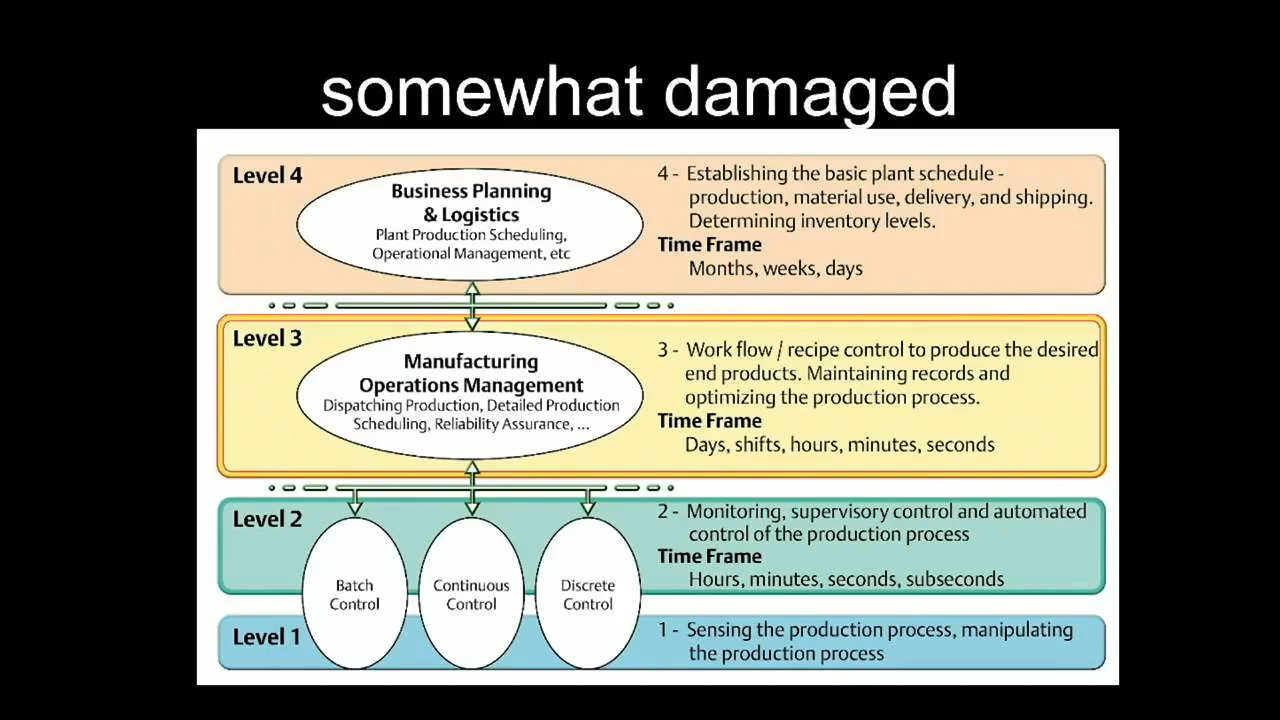 somewhat damaged
Level 4
Business Planning
& Logistics
Plant Production Scheduling,
Operational Management, etc
4 - Establishing the basic plant schedule -
production, material use, delivery, and shipping.
Determining inventory levels.
Time Frame
Months, weeks, days
Level 3
Manufacturing
Operations Management
Dispatching Production, Detailed Production
Scheduling, Reliability Assurance, ...
3 - Work flow / recipe control to produce the desired
end products. Maintaining records and
optimizing the production process.
Time Frame
Days, shifts, hours, minutes, seconds
Level 2
2 - Monitoring, supervisory control and automated
control of the production process
Time Frame
Hours, minutes, seconds, subseconds
Batch
Control
Continuous
Control
Discrete
Control
Level 1
1 - Sensing the production process, manipulating
the production process